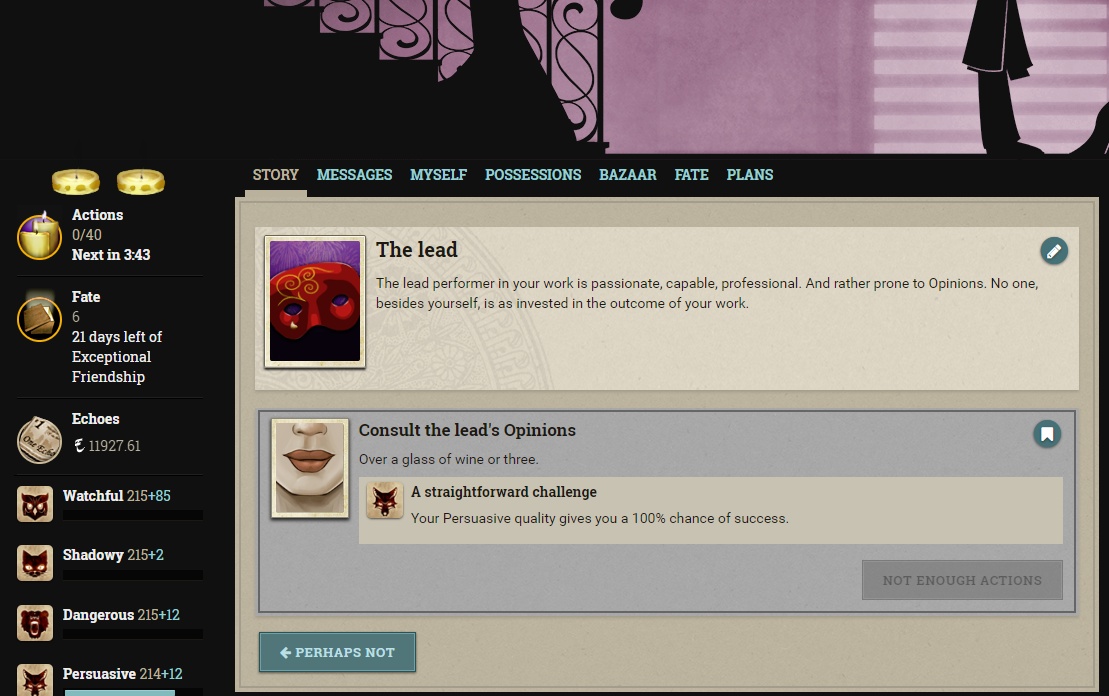 STORY MESSAGES MYSELF POSSESSIONS BAZAAR FATE PLANS
Actions
0/40
Next in 3:43
Fate
6
21 days left of
Exceptional
Friendship
Echoes
11927.61
Watchful 215+85
Shadowy 215+2
Dangerous 215+12
Persuasive 214+12
The lead
The lead performer in your work is passionate, capable, professional. And rather prone to Opinions. No one,
besides yourself, is as invested in the outcome of your work.
Consult the lead's Opinions
Over a glass of wine or three.
A straightforward challenge
Your Persuasive quality gives you a 100% chance of success.
NOT ENOUGH ACTIONS
PERHAPS NOT